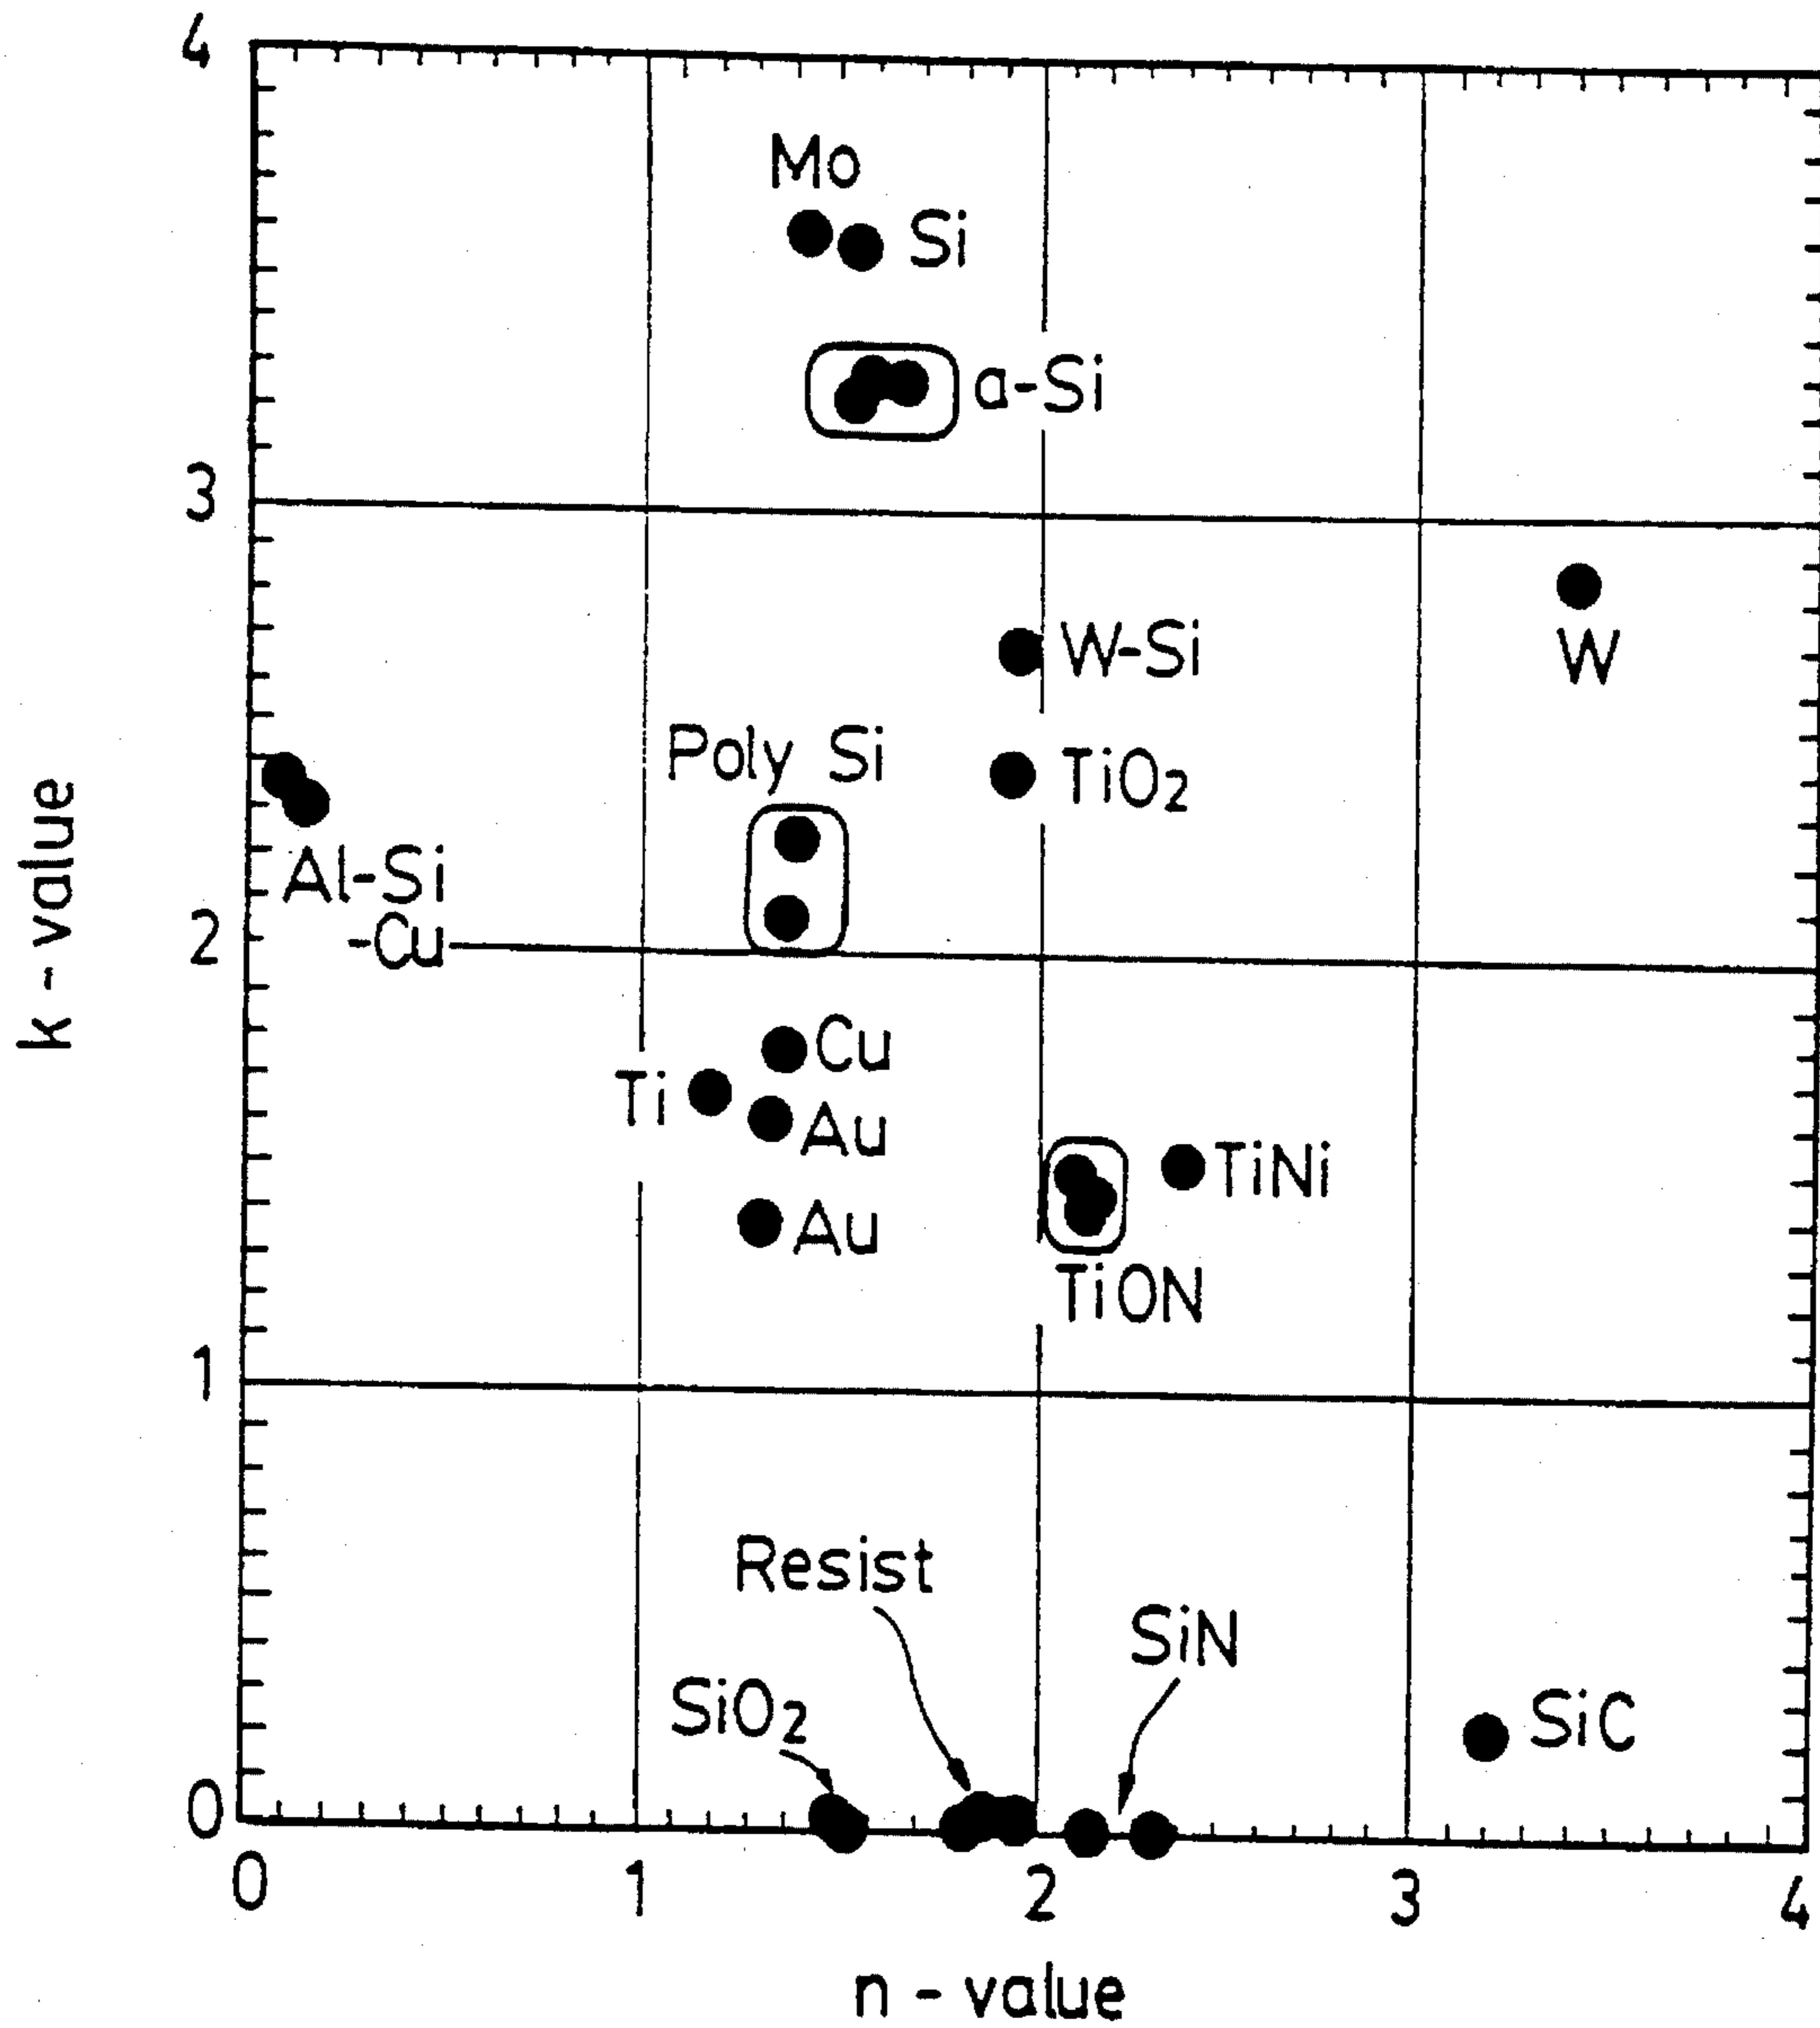 4
Mo
Si
a-Si
3
W
W-Si
Poly Si
TiO₂
Al-Si
-Cu
2
k - value
Cu
Ti
Au
TiNi
Au
TiON
1
Resist
SiN
SiO₂
SiC
0
0 1 2 3 4
n - value